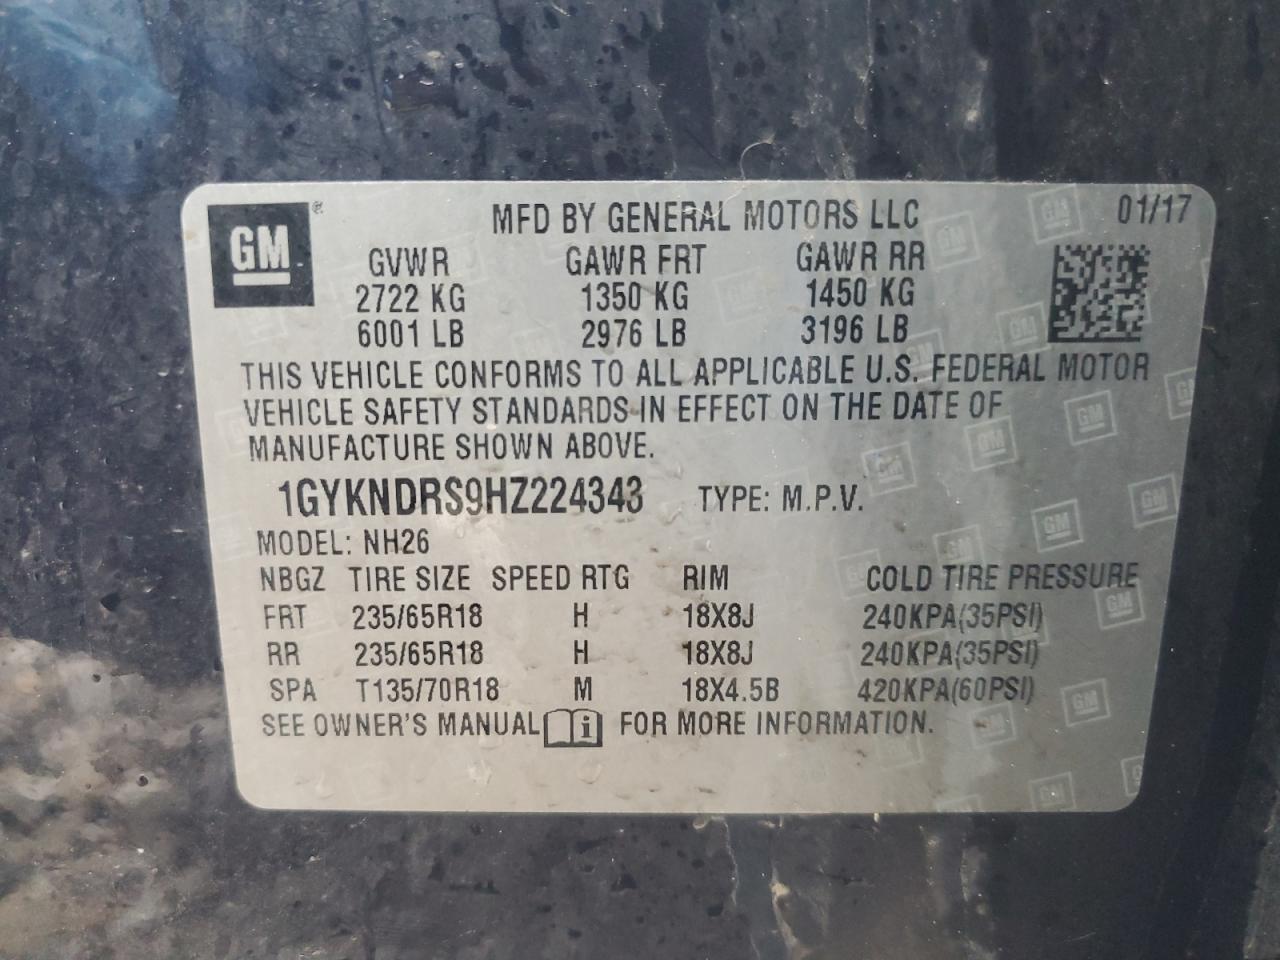 GM ® MFD BY GENERAL MOTORS LLC 01/17
GVWR GAWR FRT GAWR RR
2722 KG 1350 KG 1450 KG
6001 LB 2976 LB 3196 LB
THIS VEHICLE CONFORMS TO ALL APPLICABLE U.S. FEDERAL MOTOR
VEHICLE SAFETY STANDARDS IN EFFECT ON THE DATE OF
MANUFACTURE SHOWN ABOVE.
1GYKNDRS9HZ224343 TYPE: M.P.V.
MODEL: NH26
NBGZ TIRE SIZE SPEED RTG RIM COLD TIRE PRESSURE
FRT 235/65R18 H 18X8J 240KPA(35PSI)
RR 235/65R18 H 18X8J 240KPA(35PSI)
SPA T135/70R18 M 18X4.5B 420KPA(60PSI)
SEE OWNER'S MANUAL i FOR MORE INFORMATION.